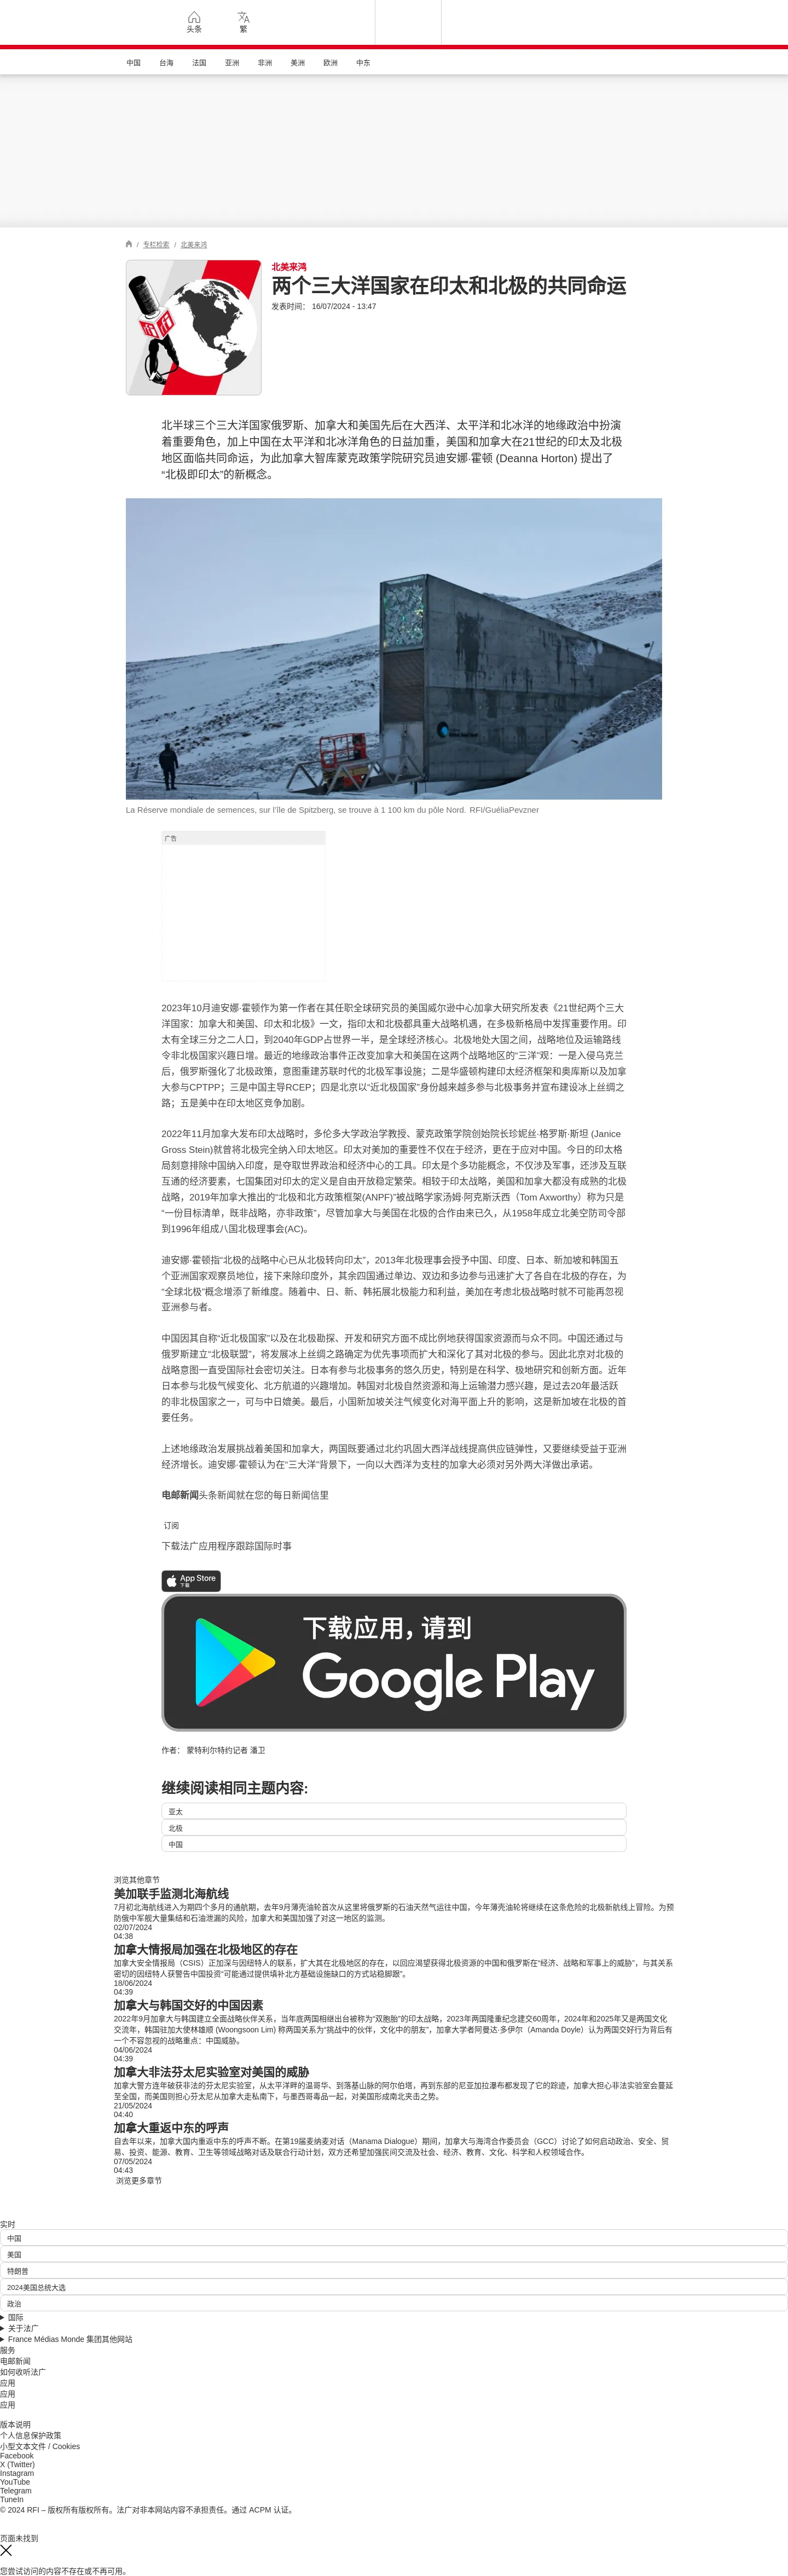 头条
繁
中国
台海
法国
亚洲
非洲
美洲
欧洲
中东
/ 专栏检索 / 北美来鸿
北美来鸿
两个三大洋国家在印太和北极的共同命运
发表时间： 16/07/2024 - 13:47
rfi
北半球三个三大洋国家俄罗斯、加拿大和美国先后在大西洋、太平洋和北冰洋的地缘政治中扮演
着重要角色，加上中国在太平洋和北冰洋角色的日益加重，美国和加拿大在21世纪的印太及北极
地区面临共同命运，为此加拿大智库蒙克政策学院研究员迪安娜·霍顿 (Deanna Horton) 提出了
“北极即印太”的新概念。
La Réserve mondiale de semences, sur l’île de Spitzberg, se trouve à 1 100 km du pôle Nord. RFI/GuéliaPevzner
广告
2023年10月迪安娜·霍顿作为第一作者在其任职全球研究员的美国威尔逊中心加拿大研究所发表《21世纪两个三大
洋国家：加拿大和美国、印太和北极》一文，指印太和北极都具重大战略机遇，在多极新格局中发挥重要作用。印
太有全球三分之二人口，到2040年GDP占世界一半，是全球经济核心。北极地处大国之间，战略地位及运输路线
令非北极国家兴趣日增。最近的地缘政治事件正改变加拿大和美国在这两个战略地区的“三洋”观：一是入侵乌克兰
后，俄罗斯强化了北极政策，意图重建苏联时代的北极军事设施；二是华盛顿构建印太经济框架和奥库斯以及加拿
大参与CPTPP；三是中国主导RCEP；四是北京以“近北极国家”身份越来越多参与北极事务并宣布建设冰上丝绸之
路；五是美中在印太地区竞争加剧。
2022年11月加拿大发布印太战略时，多伦多大学政治学教授、蒙克政策学院创始院长珍妮丝·格罗斯·斯坦 (Janice
Gross Stein)就曾将北极完全纳入印太地区。印太对美加的重要性不仅在于经济，更在于应对中国。今日的印太格
局刻意排除中国纳入印度，是夺取世界政治和经济中心的工具。印太是个多功能概念，不仅涉及军事，还涉及互联
互通的经济要素，七国集团对印太的定义是自由开放稳定繁荣。相较于印太战略，美国和加拿大都没有成熟的北极
战略，2019年加拿大推出的“北极和北方政策框架(ANPF)”被战略学家汤姆·阿克斯沃西（Tom Axworthy）称为只是
“一份目标清单，既非战略，亦非政策”，尽管加拿大与美国在北极的合作由来已久，从1958年成立北美空防司令部
到1996年组成八国北极理事会(AC)。
迪安娜·霍顿指“北极的战略中心已从北极转向印太”，2013年北极理事会授予中国、印度、日本、新加坡和韩国五
个亚洲国家观察员地位，接下来除印度外，其余四国通过单边、双边和多边参与迅速扩大了各自在北极的存在，为
“全球北极”概念增添了新维度。随着中、日、新、韩拓展北极能力和利益，美加在考虑北极战略时就不可能再忽视
亚洲参与者。
中国因其自称“近北极国家”以及在北极勘探、开发和研究方面不成比例地获得国家资源而与众不同。中国还通过与
俄罗斯建立“北极联盟”，将发展冰上丝绸之路确定为优先事项而扩大和深化了其对北极的参与。因此北京对北极的
战略意图一直受国际社会密切关注。日本有参与北极事务的悠久历史，特别是在科学、极地研究和创新方面。近年
日本参与北极气候变化、北方航道的兴趣增加。韩国对北极自然资源和海上运输潜力感兴趣，是过去20年最活跃
的非北极国家之一，可与中日媲美。最后，小国新加坡关注气候变化对海平面上升的影响，这是新加坡在北极的首
要任务。
上述地缘政治发展挑战着美国和加拿大，两国既要通过北约巩固大西洋战线提高供应链弹性，又要继续受益于亚洲
经济增长。迪安娜·霍顿认为在“三大洋”背景下，一向以大西洋为支柱的加拿大必须对另外两大洋做出承诺。
电邮新闻头条新闻就在您的每日新闻信里
订阅
下载法广应用程序跟踪国际时事
App Store
下载
下载应用，请到
Google Play
作者： 蒙特利尔特约记者 潘卫
继续阅读相同主题内容:
亚太
北极
中国
浏览其他章节
美加联手监测北海航线
7月初北海航线进入为期四个多月的通航期，去年9月薄壳油轮首次从这里将俄罗斯的石油天然气运往中国，今年薄壳油轮将继续在这条危险的北极新航线上冒险。为预
防俄中军舰大量集结和石油泄漏的风险，加拿大和美国加强了对这一地区的监测。
02/07/2024
04:38
加拿大情报局加强在北极地区的存在
加拿大安全情报局（CSIS）正加深与因纽特人的联系，扩大其在北极地区的存在，以回应渴望获得北极资源的中国和俄罗斯在“经济、战略和军事上的威胁”，与其关系
密切的因纽特人获警告中国投资“可能通过提供填补北方基础设施缺口的方式站稳脚跟”。
18/06/2024
04:39
加拿大与韩国交好的中国因素
2022年9月加拿大与韩国建立全面战略伙伴关系，当年底两国相继出台被称为“双胞胎”的印太战略，2023年两国隆重纪念建交60周年，2024年和2025年又是两国文化
交流年，韩国驻加大使林雄顺 (Woongsoon Lim) 称两国关系为“挑战中的伙伴，文化中的朋友”，加拿大学者阿曼达·多伊尔（Amanda Doyle）认为两国交好行为背后有
一个不容忽视的战略重点：中国威胁。
04/06/2024
04:39
加拿大非法芬太尼实验室对美国的威胁
加拿大警方连年破获非法的芬太尼实验室，从太平洋畔的温哥华、到落基山脉的阿尔伯塔，再到东部的尼亚加拉瀑布都发现了它的踪迹，加拿大担心非法实验室会蔓延
至全国，而美国则担心芬太尼从加拿大走私南下，与墨西哥毒品一起，对美国形成南北夹击之势。
21/05/2024
04:40
加拿大重返中东的呼声
自去年以来，加拿大国内重返中东的呼声不断。在第19届麦纳麦对话（Manama Dialogue）期间，加拿大与海湾合作委员会（GCC）讨论了如何启动政治、安全、贸
易、投资、能源、教育、卫生等领域战略对话及联合行动计划，双方还希望加强民间交流及社会、经济、教育、文化、科学和人权领域合作。
07/05/2024
04:43
浏览更多章节
实时
中国
美国
特朗普
2024美国总统大选
政治
国际
关于法广
France Médias Monde 集团其他网站
服务
电邮新闻
如何收听法广
应用
应用
应用
版本说明
个人信息保护政策
小型文本文件 / Cookies
Facebook
X (Twitter)
Instagram
YouTube
Telegram
TuneIn
© 2024 RFI – 版权所有版权所有。法广对非本网站内容不承担责任。通过 ACPM 认证。
页面未找到
您尝试访问的内容不存在或不再可用。